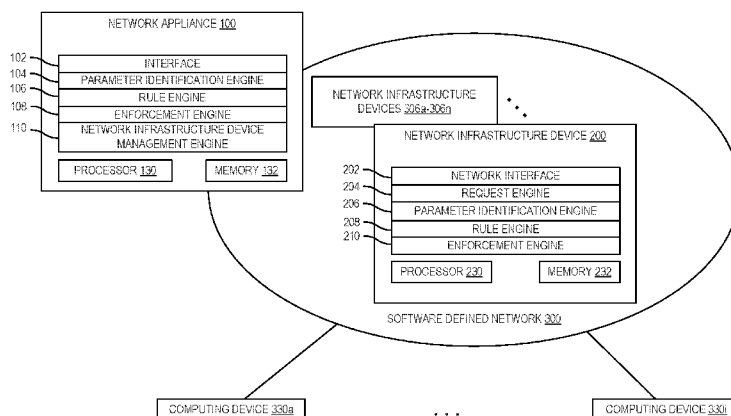 NETWORK APPLIANCE 100
102
INTERFACE
104
PARAMETER IDENTIFICATION ENGINE
106
RULE ENGINE
108
ENFORCEMENT ENGINE
110
NETWORK INFRASTRUCTURE DEVICE
MANAGEMENT ENGINE
PROCESSOR 130
MEMORY 132
NETWORK INFRASTRUCTURE
DEVICES 306a-306n
NETWORK INFRASTRUCTURE DEVICE 200
202
NETWORK INTERFACE
204
REQUEST ENGINE
206
PARAMETER IDENTIFICATION ENGINE
208
RULE ENGINE
210
ENFORCEMENT ENGINE
PROCESSOR 230
MEMORY 232
SOFTWARE DEFINED NETWORK 300
COMPUTING DEVICE 330a
. . .
COMPUTING DEVICE 330i